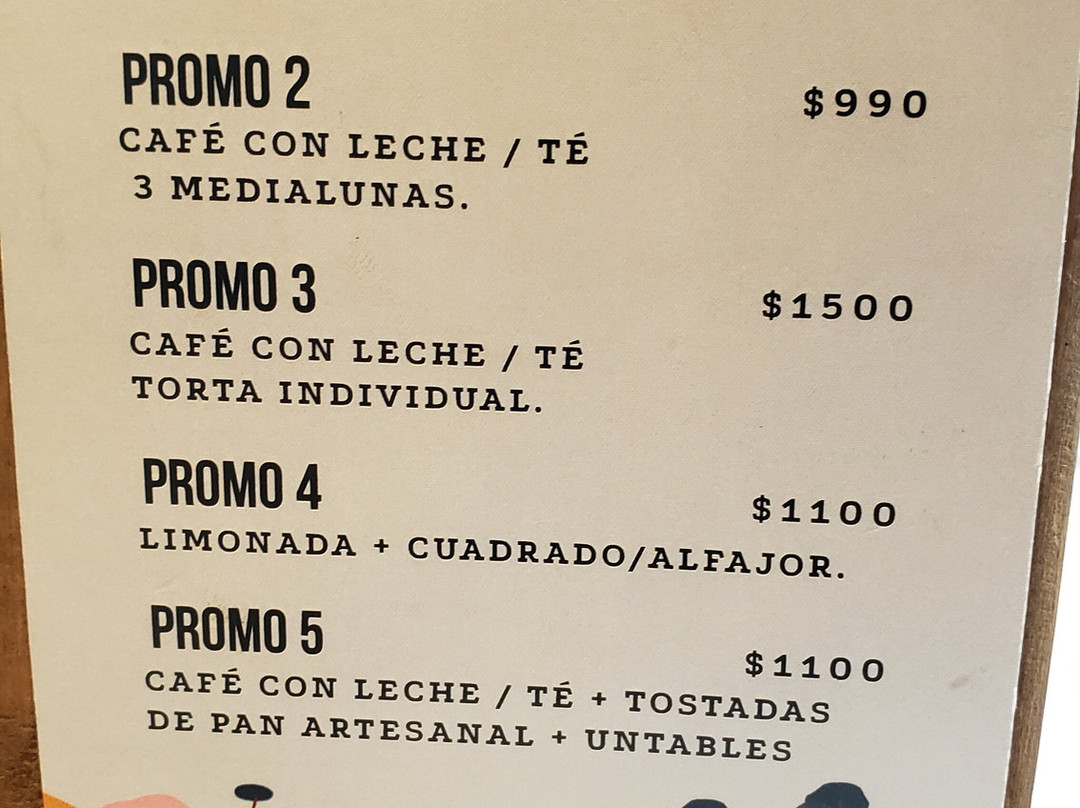 PROMO 2
$990
CAFÉ CON LECHE / TÉ
3 MEDIALUNAS.
PROMO 3
$1500
CAFÉ CON LECHE / TÉ
TORTA INDIVIDUAL.
PROMO 4
$1100
LIMONADA + CUADRADO/ALFAJOR.
PROMO 5
$1100
CAFÉ CON LECHE / TÉ + TOSTADAS
DE PAN ARTESANAL + UNTABLES